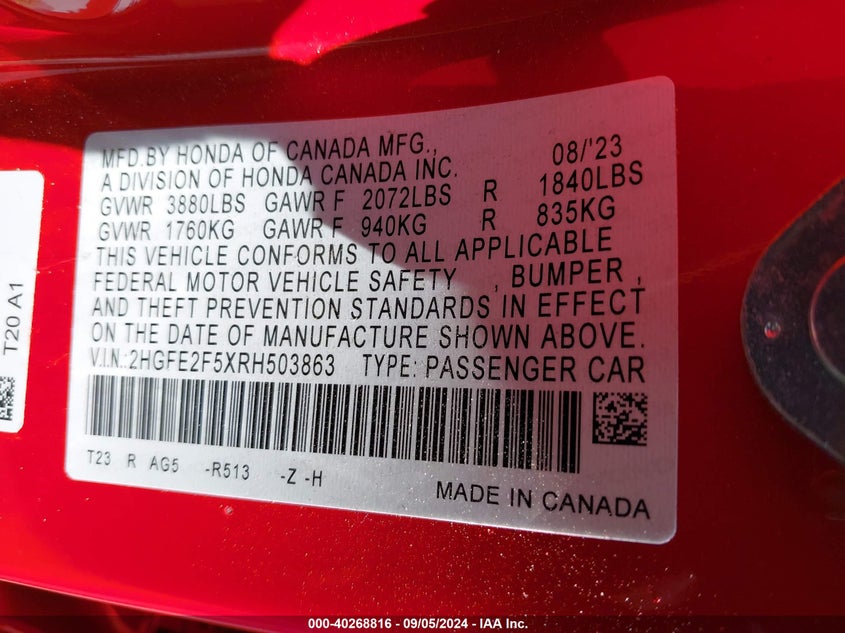 MFD.BY HONDA OF CANADA MFG., 08/'23
A DIVISION OF HONDA CANADA INC.
GVWR 3880LBS GAWR F 2072LBS R 1840LBS
GVWR 1760KG GAWR F 940KG R 835KG
THIS VEHICLE CONFORMS TO ALL APPLICABLE
FEDERAL MOTOR VEHICLE SAFETY , BUMPER ,
AND THEFT PREVENTION STANDARDS IN EFFECT
ON THE DATE OF MANUFACTURE SHOWN ABOVE.
V.I.N.:2HGFE2F5XRH503863 TYPE: PASSENGER CAR
T23 R AG5 -R513 -Z -H
MADE IN CANADA
T20 A1
000-40268816 - 09/05/2024 - IAA Inc.